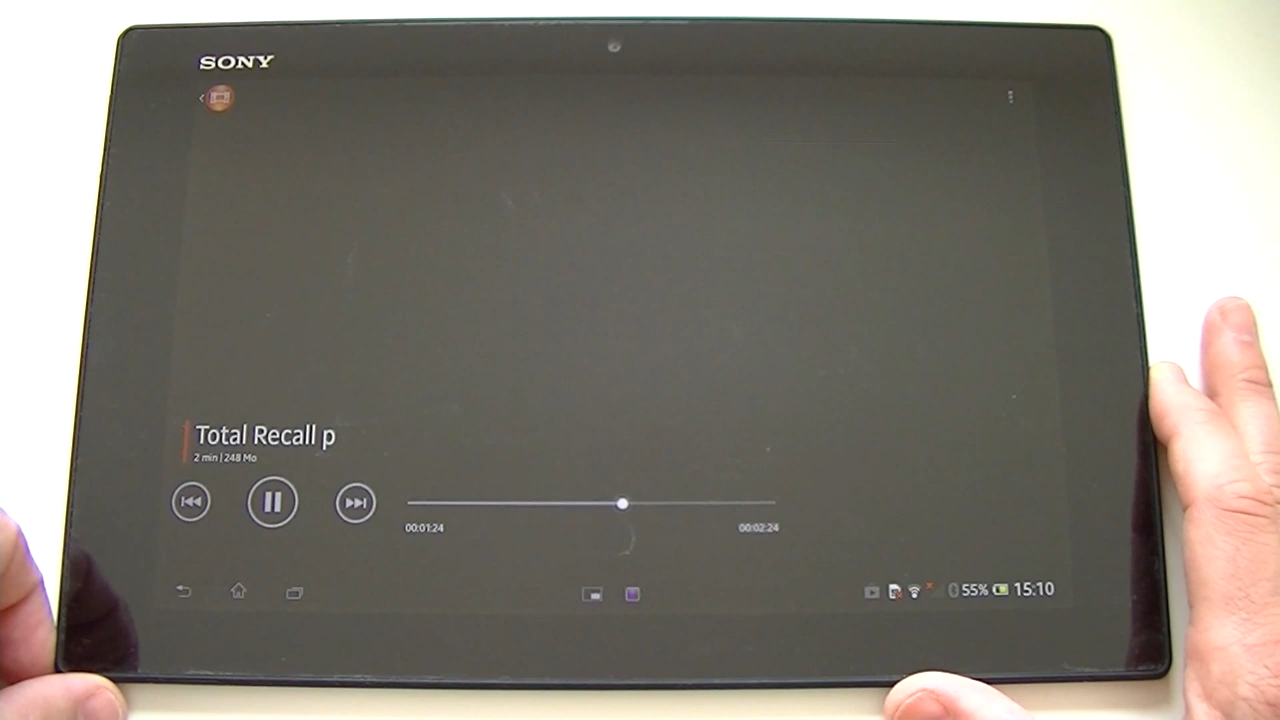 SONY
Total Recall p
2 min | 248 Mo
00:01:24
00:02:24
55%
15:10